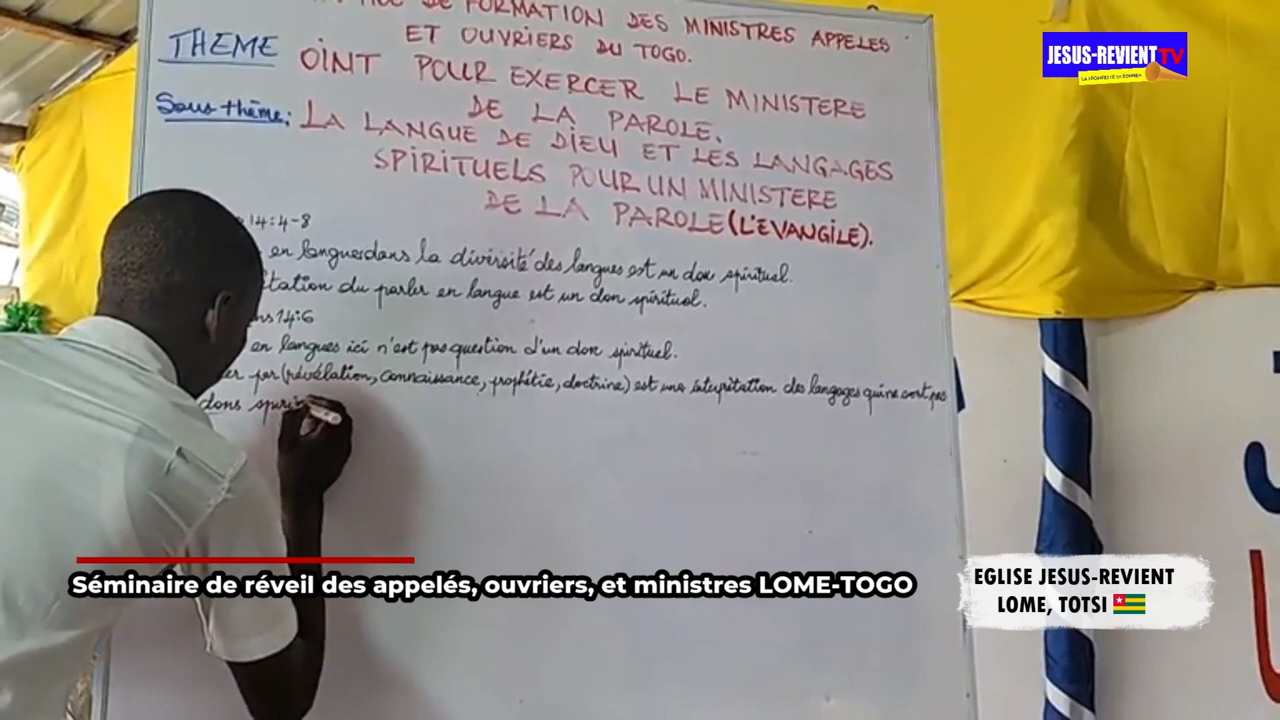 DE FORMATION DES MINISTRES APPELES
ET OUVRIERS DU TOGO.
THEME OINT POUR EXERCER LE MINISTERE
DE LA PAROLE.
Sous thème: LA LANGUE DE DIEU ET LES LANGAGES
SPIRITUELS POUR UN MINISTERE
DE LA PAROLE (L'EVANGILE).
14:4-8
en langues dans la diversité des langues est un don spirituel.
du parler en langue est un don spirituel.
14:6
en langues ici n'est pas question d'un don spirituel.
par (révélation, connaissance, prophétie, doctrine) est une interprétation des langages qui ne sont pas
dons
JESUS-REVIENT TV
Séminaire de réveil des appelés, ouvriers, et ministres LOME-TOGO
EGLISE JESUS-REVIENT
LOME, TOTSI